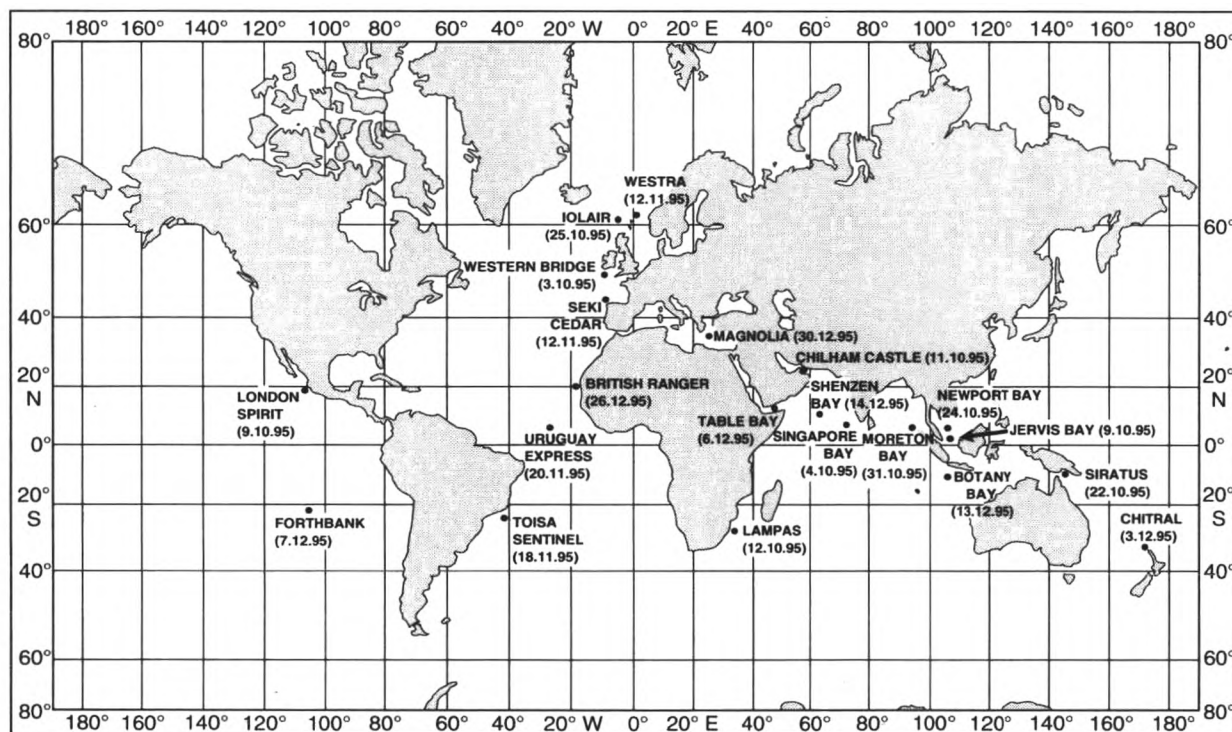 180° 160° 140° 120° 100° 80° 60° 40° 20° W 0° E 20° 40° 60° 80° 100° 120° 140° 160° 180°
80° 80°
WESTRA
(12.11.95)
IOLAIR
(25.10.95)
60° 60°
WESTERN BRIDGE
(3.10.95)
SEKI
CEDAR
(12.11.95)
40° 40°
MAGNOLIA (30.12.95)
CHILHAM CASTLE (11.10.95)
20° 20°
N N
LONDON
SPIRIT
(9.10.95)
BRITISH RANGER
(26.12.95)
SHENZEN
BAY (14.12.95)
TABLE BAY
(6.12.95)
NEWPORT BAY
(24.10.95)
JERVIS BAY (9.10.95)
0° 0°
URUGUAY
EXPRESS
(20.11.95)
SINGAPORE
BAY
(4.10.95)
MORETON
BAY
(31.10.95)
BOTANY
BAY
(13.12.95)
SIRATUS
(22.10.95)
20° 20°
S S
FORTHBANK
(7.12.95)
TOISA
SENTINEL
(18.11.95)
LAMPAS
(12.10.95)
CHITRAL
(3.12.95)
40° 40°
60° 60°
80° 80°
180° 160° 140° 120° 100° 80° 60° 40° 20° W 0° E 20° 40° 60° 80° 100° 120° 140° 160° 180°